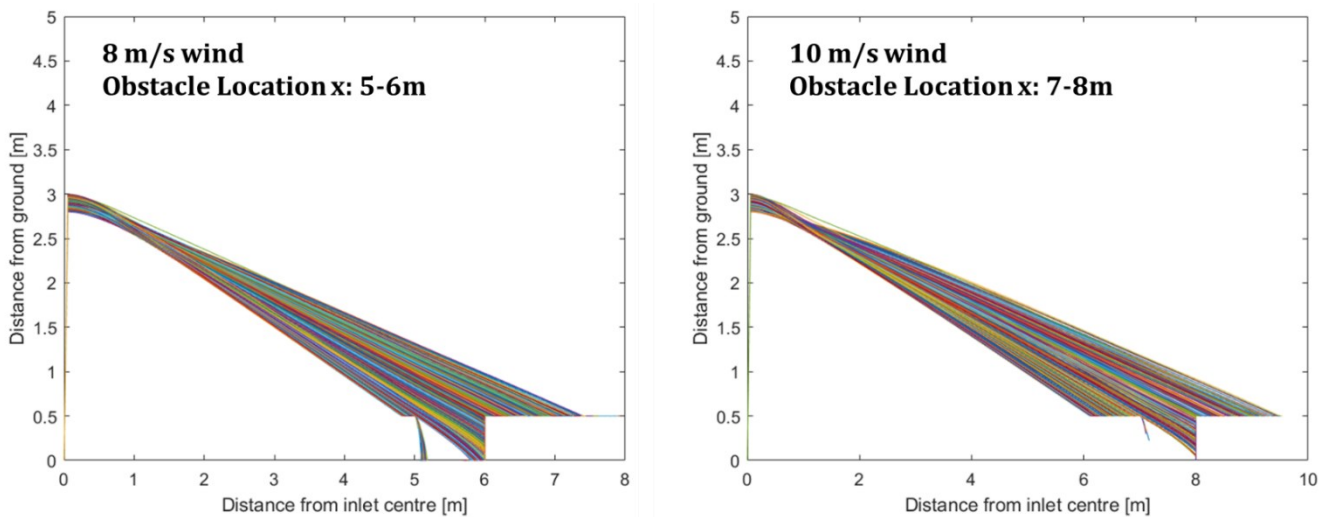 8 m/s wind
Obstacle Location x: 5-6m
Distance from ground [m]
5
4.5
4
3.5
3
2.5
2
1.5
1
0.5
0
0 1 2 3 4 5 6 7 8
Distance from inlet centre [m]
10 m/s wind
Obstacle Location x: 7-8m
Distance from ground [m]
5
4.5
4
3.5
3
2.5
2
1.5
1
0.5
0
0 2 4 6 8 10
Distance from inlet centre [m]